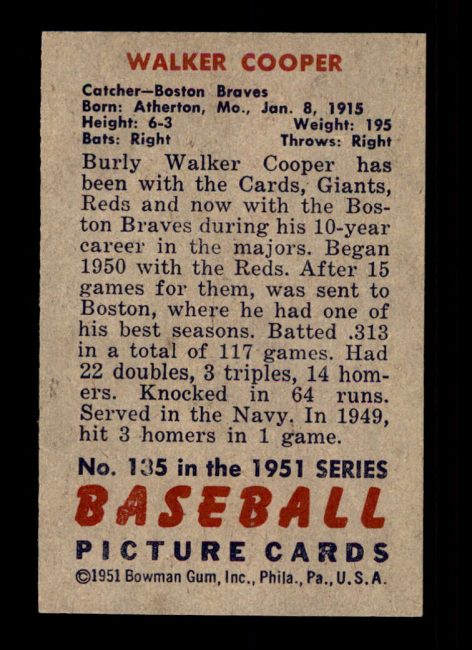 WALKER COOPER
Catcher—Boston Braves
Born: Atherton, Mo., Jan. 8, 1915
Height: 6-3 Weight: 195
Bats: Right Throws: Right
Burly Walker Cooper has
been with the Cards, Giants,
Reds and now with the Bos-
ton Braves during his 10-year
career in the majors. Began
1950 with the Reds. After 15
games for them, was sent to
Boston, where he had one of
his best seasons. Batted .313
in a total of 117 games. Had
22 doubles, 3 triples, 14 hom-
ers. Knocked in 64 runs.
Served in the Navy. In 1949,
hit 3 homers in 1 game.
No. 135 in the 1951 SERIES
BASEBALL
PICTURE CARDS
©1951 Bowman Gum, Inc., Phila., Pa., U.S.A.